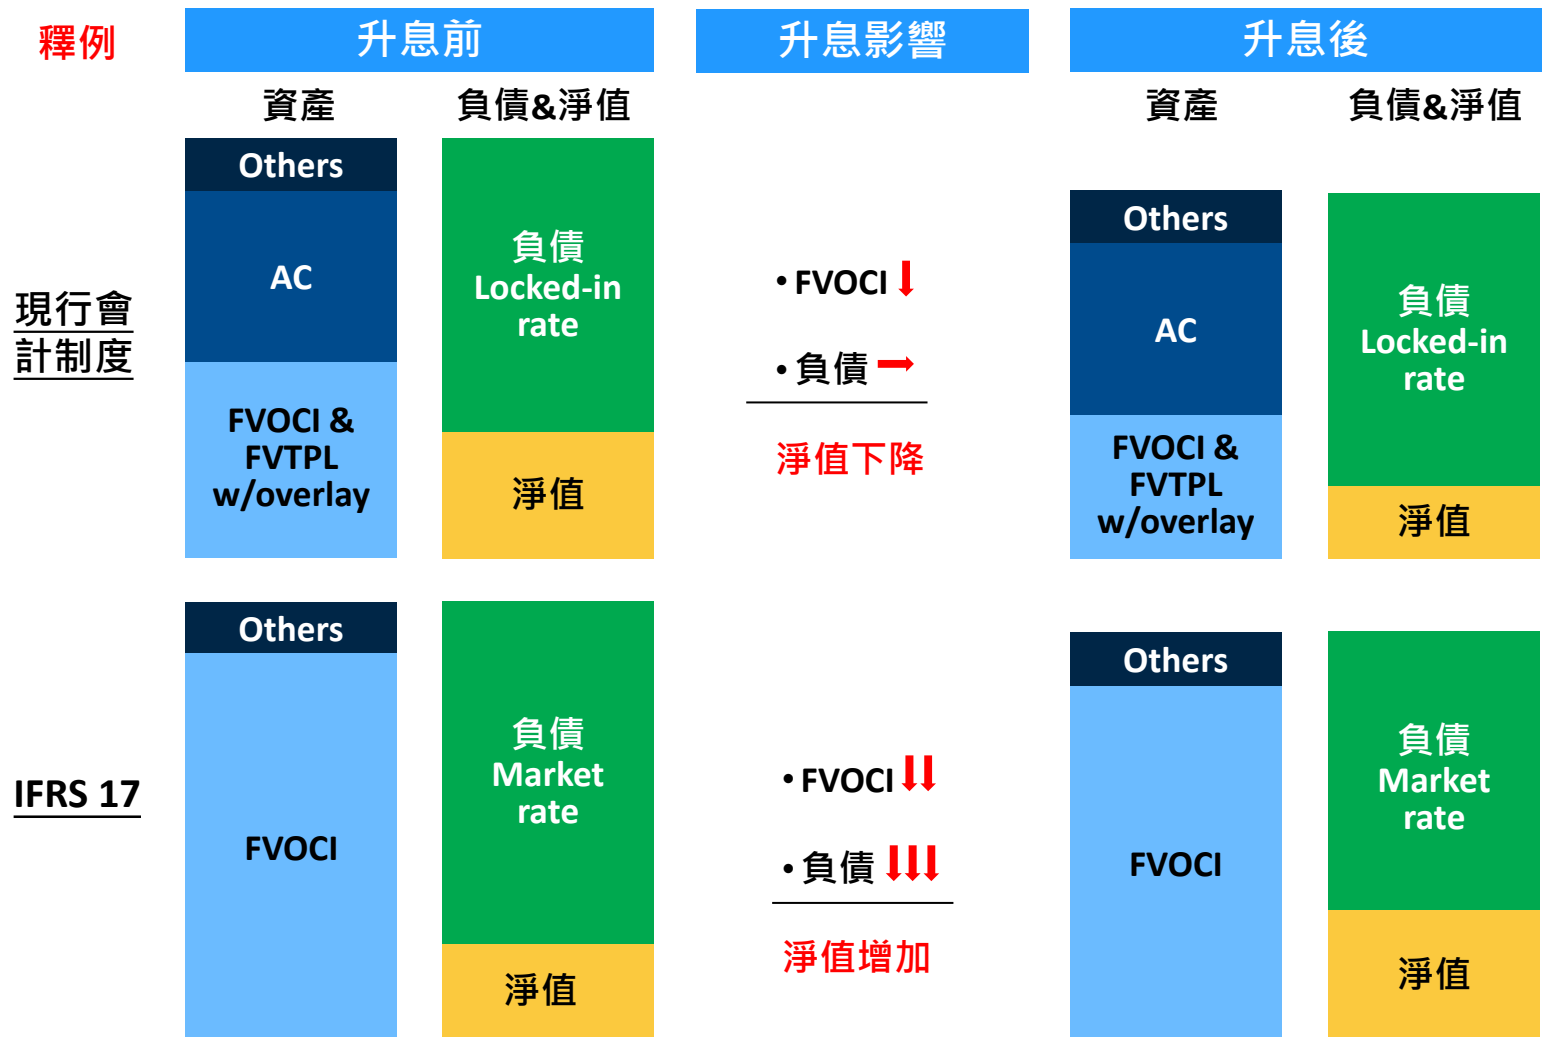 釋例
升息前
升息影響
升息後
資產
負債&淨值
資產
負債&淨值
現行會
計制度
Others
AC
FVOCI &
FVTPL
w/overlay
負債
Locked-in
rate
淨值
• FVOCI
• 負債
淨值下降
Others
AC
FVOCI &
FVTPL
w/overlay
負債
Locked-in
rate
淨值
IFRS 17
Others
FVOCI
負債
Market
rate
淨值
• FVOCI
• 負債
淨值增加
Others
FVOCI
負債
Market
rate
淨值